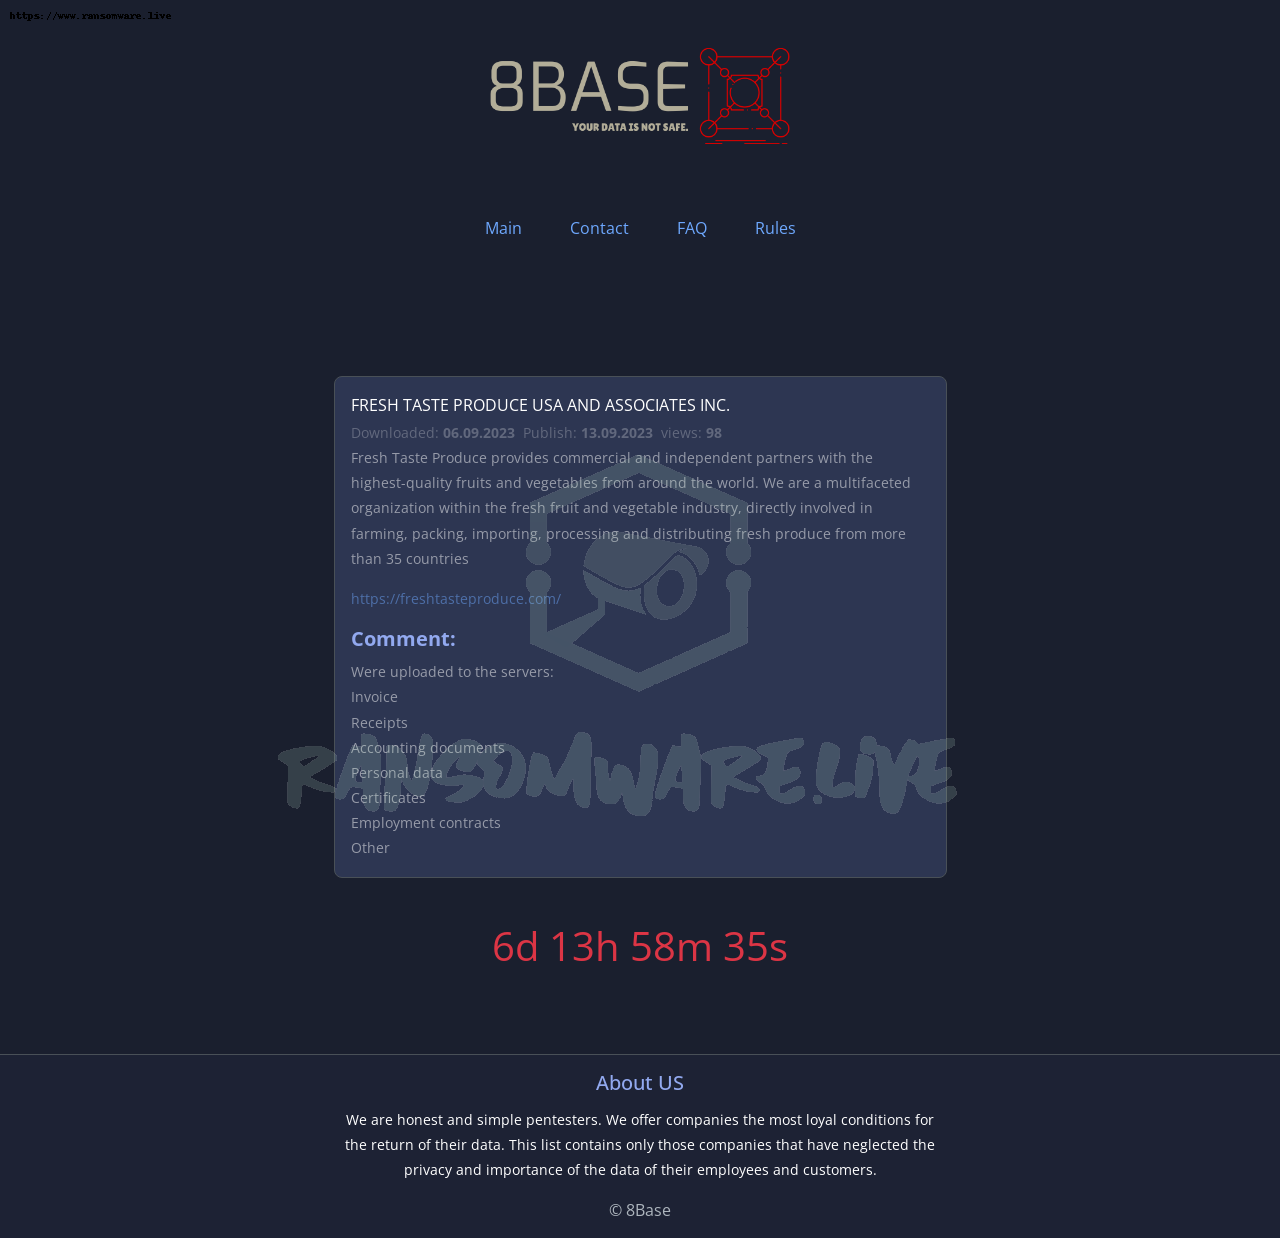 https://www.ransomware.live
8BASE
YOUR DATA IS NOT SAFE.
Main Contact FAQ Rules
FRESH TASTE PRODUCE USA AND ASSOCIATES INC.
Downloaded: 06.09.2023 Publish: 13.09.2023 views: 98
Fresh Taste Produce provides commercial and independent partners with the
highest-quality fruits and vegetables from around the world. We are a multifaceted
organization within the fresh fruit and vegetable industry, directly involved in
farming, packing, importing, processing and distributing fresh produce from more
than 35 countries
https://freshtasteproduce.com/
Comment:
Were uploaded to the servers:
Invoice
Receipts
Accounting documents
Personal data
Certificates
Employment contracts
Other
RANSOMWARE.LIVE
6d 13h 58m 35s
About US
We are honest and simple pentesters. We offer companies the most loyal conditions for
the return of their data. This list contains only those companies that have neglected the
privacy and importance of the data of their employees and customers.
© 8Base